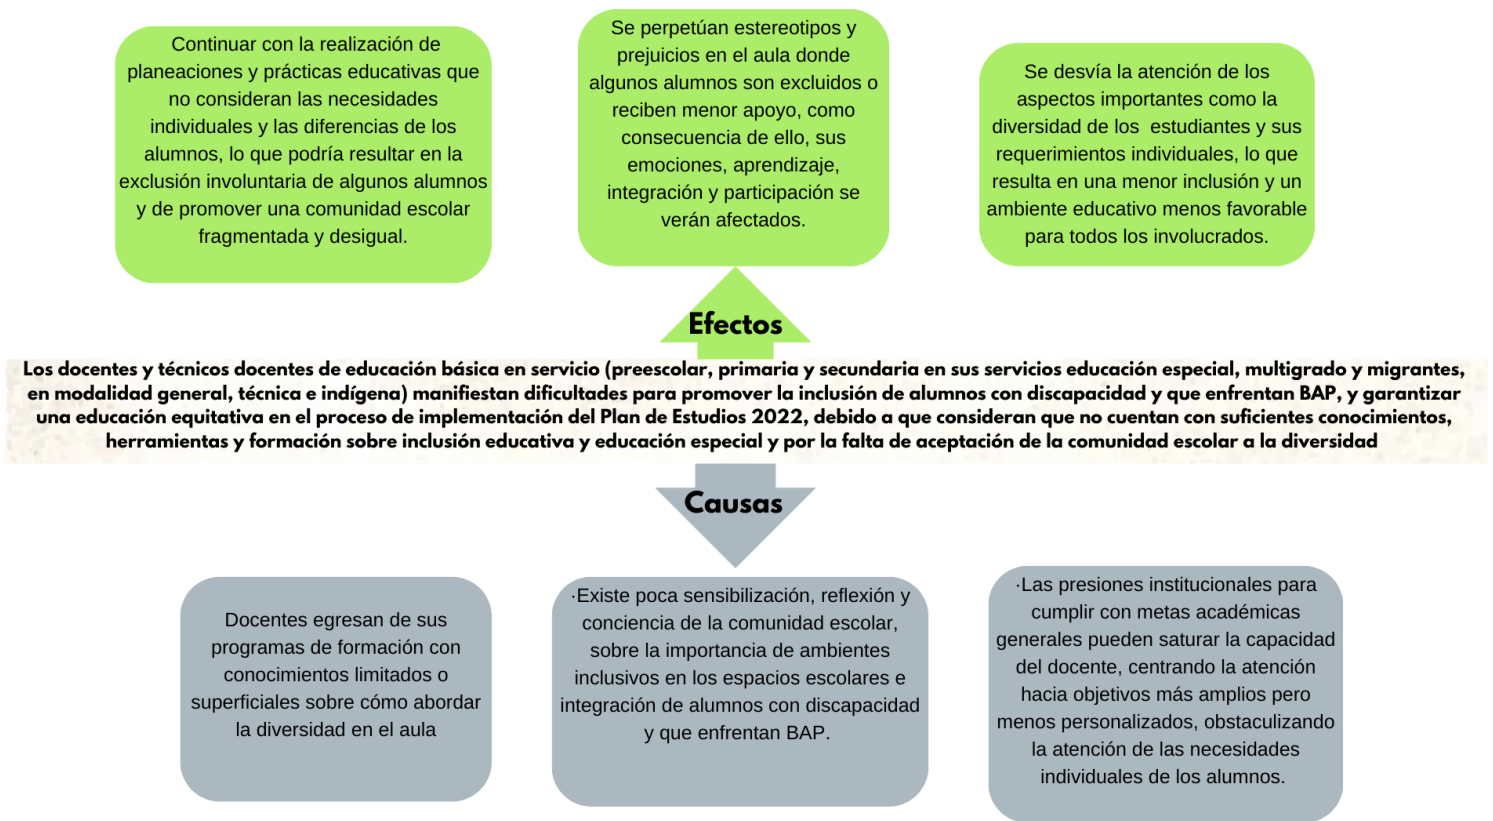 Continuar con la realización de
planeaciones y prácticas educativas que
no consideran las necesidades
individuales y las diferencias de los
alumnos, lo que podría resultar en la
exclusión involuntaria de algunos alumnos
y de promover una comunidad escolar
fragmentada y desigual.
Se perpetúan estereotipos y
prejuicios en el aula donde
algunos alumnos son excluidos o
reciben menor apoyo, como
consecuencia de ello, sus
emociones, aprendizaje,
integración y participación se
verán afectados.
Se desvía la atención de los
aspectos importantes como la
diversidad de los  estudiantes y sus
requerimientos individuales, lo que
resulta en una menor inclusión y un
ambiente educativo menos favorable
para todos los involucrados.
Efectos
Los docentes y técnicos docentes de educación básica en servicio (preescolar, primaria y secundaria en sus servicios educación especial, multigrado y migrantes,
en modalidad general, técnica e indígena) manifiestan dificultades para promover la inclusión de alumnos con discapacidad y que enfrentan BAP, y garantizar
una educación equitativa en el proceso de implementación del Plan de Estudios 2022, debido a que consideran que no cuentan con suficientes conocimientos,
herramientas y formación sobre inclusión educativa y educación especial y por la falta de aceptación de la comunidad escolar a la diversidad
Causas
Docentes egresan de sus
programas de formación con
conocimientos limitados o
superficiales sobre cómo abordar
la diversidad en el aula
·Existe poca sensibilización, reflexión y
conciencia de la comunidad escolar,
sobre la importancia de ambientes
inclusivos en los espacios escolares e
integración de alumnos con discapacidad
y que enfrentan BAP.
·Las presiones institucionales para
cumplir con metas académicas
generales pueden saturar la capacidad
del docente, centrando la atención
hacia objetivos más amplios pero
menos personalizados, obstaculizando
la atención de las necesidades
individuales de los alumnos.